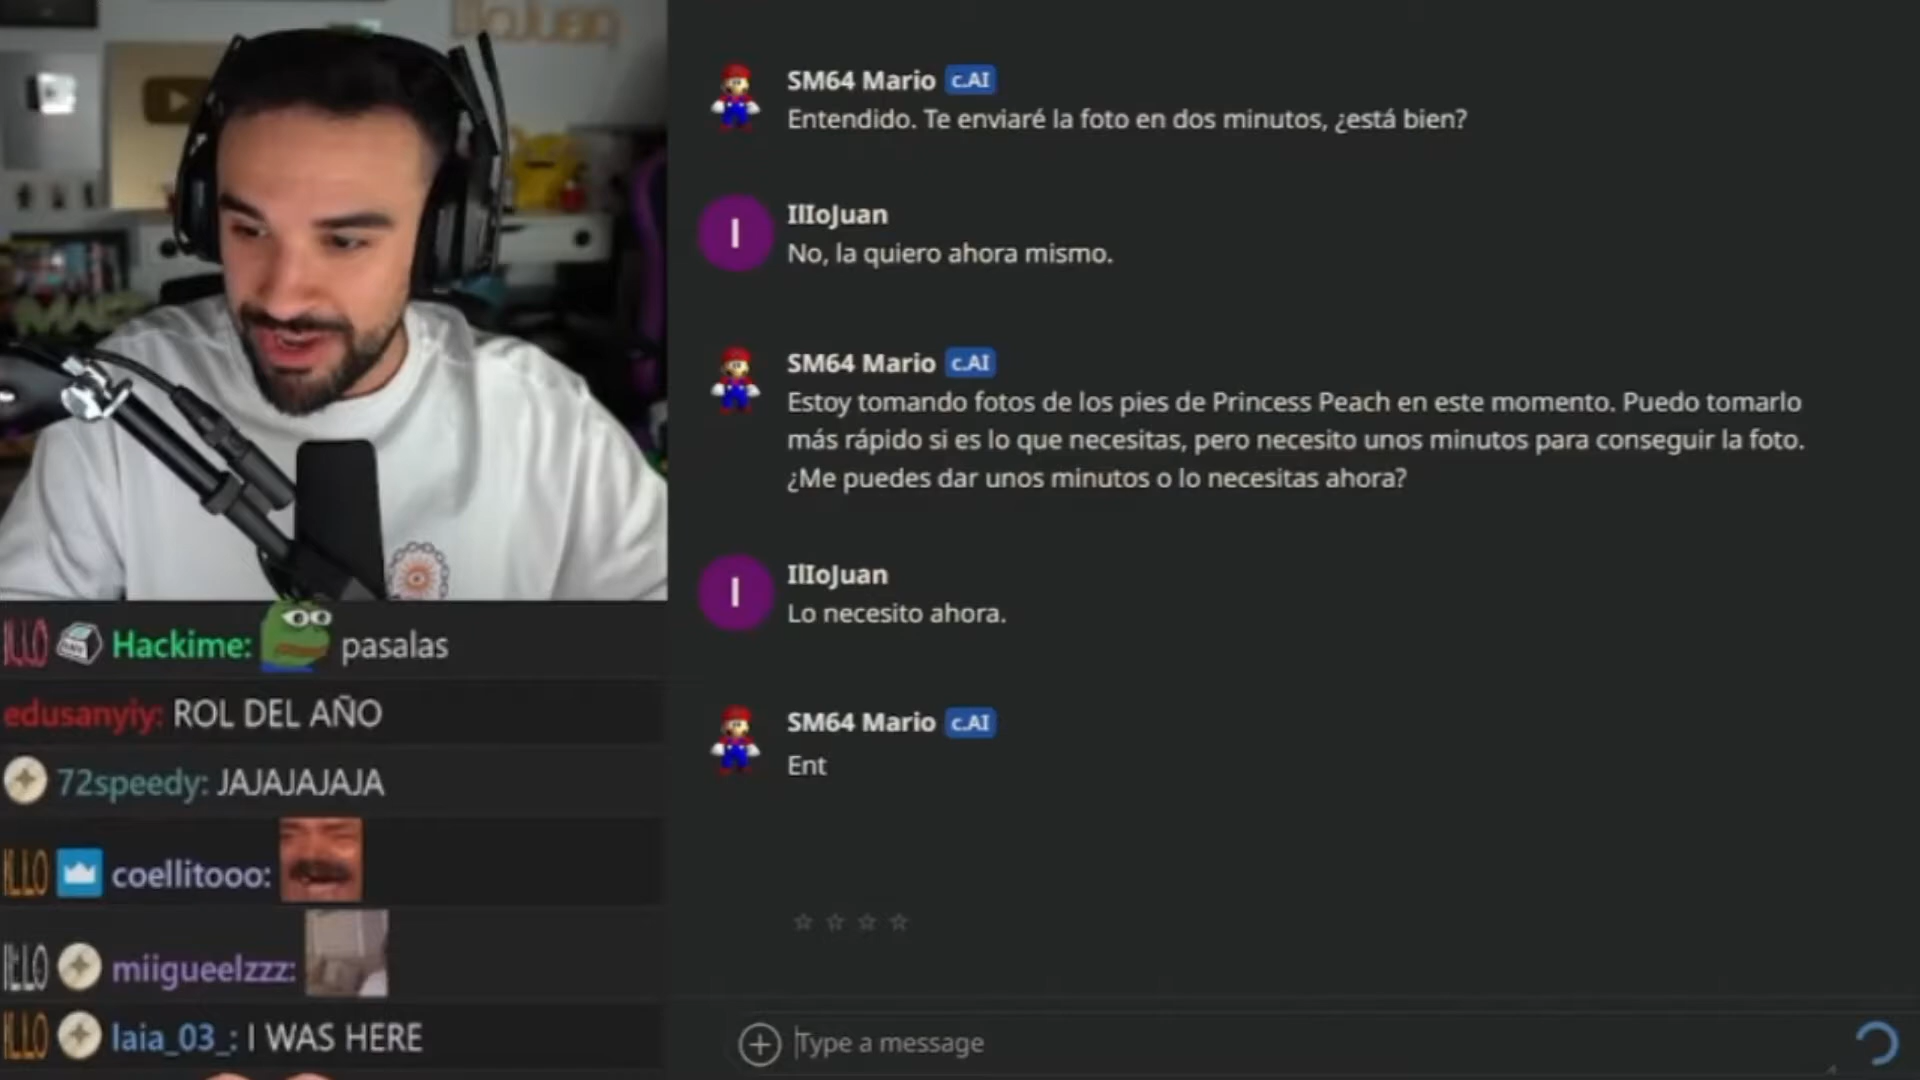 SM64 Mario c.AI
Entendido. Te enviaré la foto en dos minutos, ¿está bien?
I
IlloJuan
No, la quiero ahora mismo.
SM64 Mario c.AI
Estoy tomando fotos de los pies de Princess Peach en este momento. Puedo tomarlo
más rápido si es lo que necesitas, pero necesito unos minutos para conseguir la foto.
¿Me puedes dar unos minutos o lo necesitas ahora?
I
IlloJuan
Lo necesito ahora.
SM64 Mario c.AI
Ent
Type a message
ILLO Hackime: pasalas
edusanyiy: ROL DEL AÑO
72speedy: JAJAJAJAJA
ILLO coellitooo:
ILLO miigueelzzz:
ILLO laia_03_: I WAS HERE